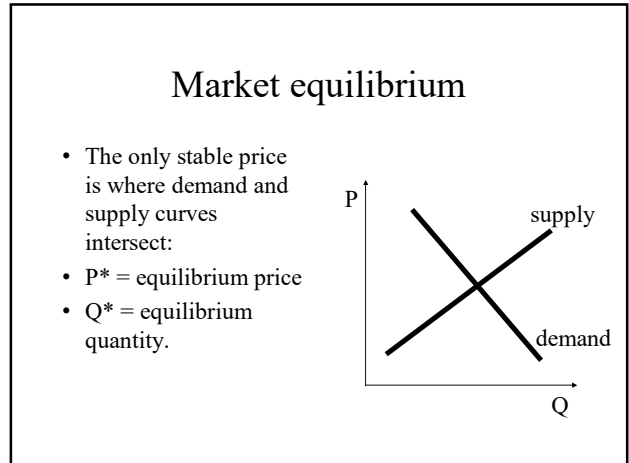 Market equilibrium
• The only stable price
is where demand and
supply curves
intersect:
• P* = equilibrium price
• Q* = equilibrium
quantity.
P
supply
demand
Q